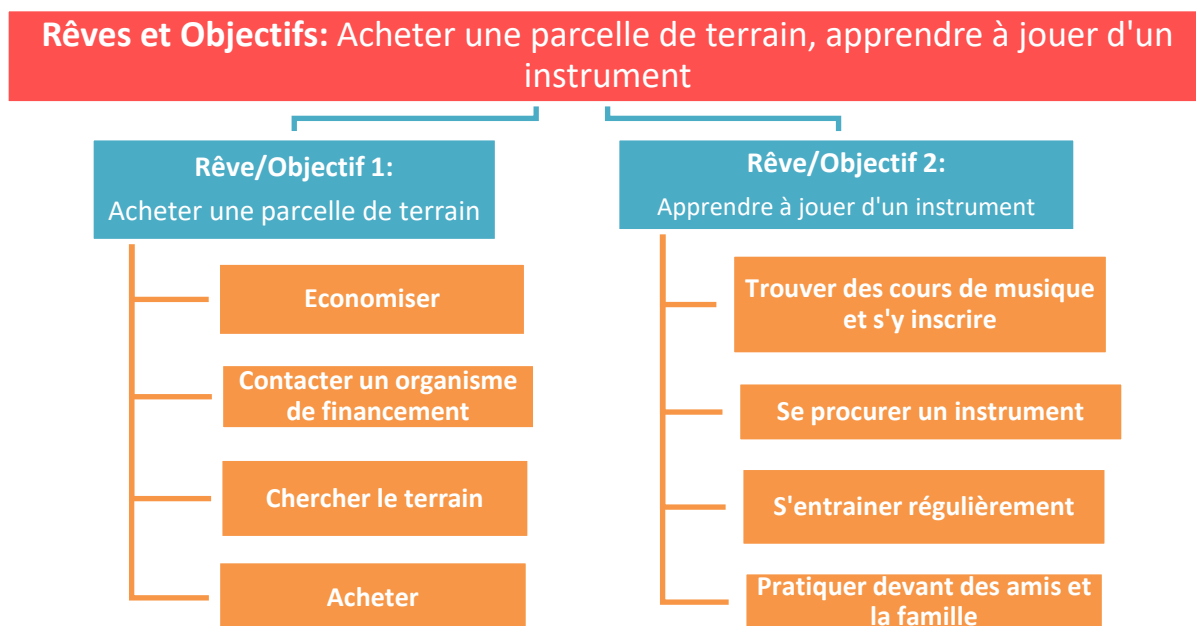 Rêves et Objectifs: Acheter une parcelle de terrain, apprendre à jouer d'un
instrument
Rêve/Objectif 1:
Acheter une parcelle de terrain
Economiser
Contacter un organisme
de financement
Chercher le terrain
Acheter
Rêve/Objectif 2:
Apprendre à jouer d'un instrument
Trouver des cours de musique
et s'y inscrire
Se procurer un instrument
S'entrainer régulièrement
Pratiquer devant des amis et
la famille